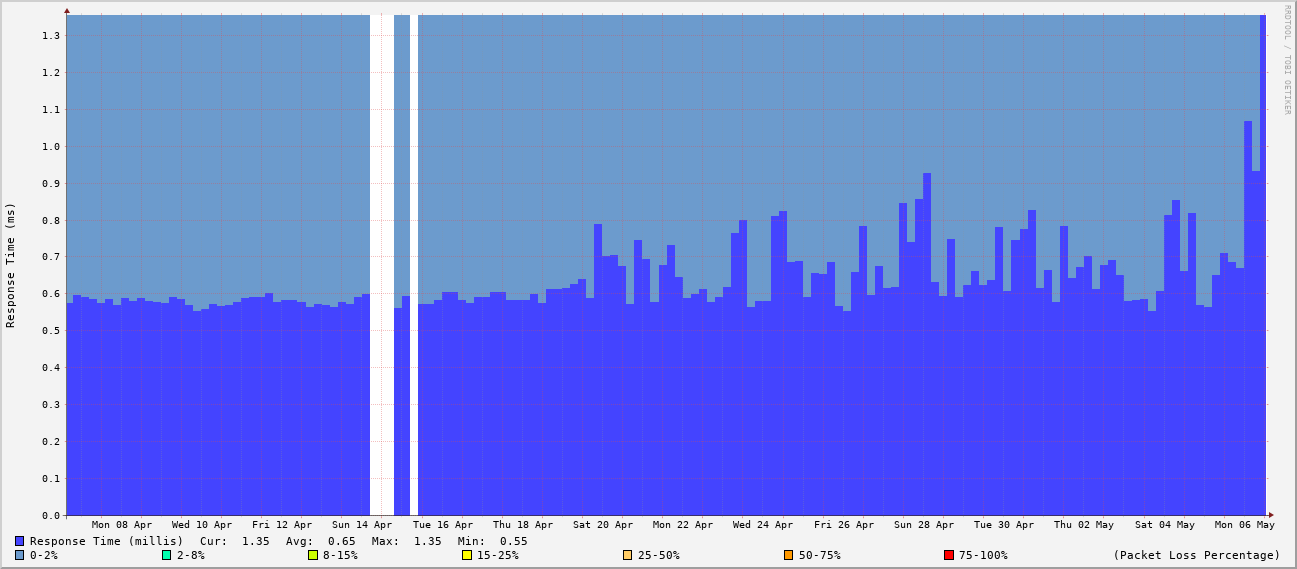 RRDTOOL / TOBI OETIKER
Response Time (ms)
1.3
1.2
1.1
1.0
0.9
0.8
0.7
0.6
0.5
0.4
0.3
0.2
0.1
0.0
Mon 08 Apr Wed 10 Apr Fri 12 Apr Sun 14 Apr Tue 16 Apr Thu 18 Apr Sat 20 Apr Mon 22 Apr Wed 24 Apr Fri 26 Apr Sun 28 Apr Tue 30 Apr Thu 02 May Sat 04 May Mon 06 May
Response Time (millis) Cur: 1.35 Avg: 0.65 Max: 1.35 Min: 0.55
0-2% 2-8% 8-15% 15-25% 25-50% 50-75% 75-100% (Packet Loss Percentage)